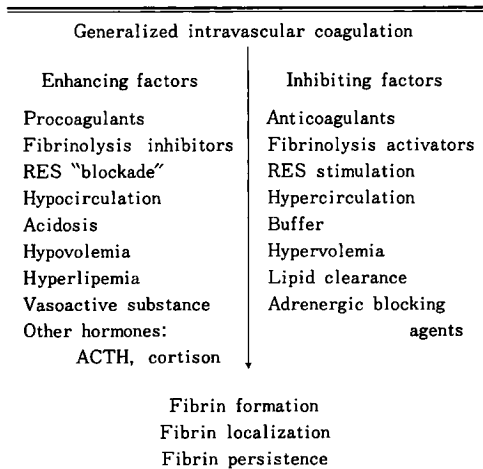 Generalized intravascular coagulation
Enhancing factors
Procoagulants
Fibrinolysis inhibitors
RES "blockade"
Hypocirculation
Acidosis
Hypovolemia
Hyperlipemia
Vasoactive substance
Other hormones:
ACTH, cortison
Inhibiting factors
Anticoagulants
Fibrinolysis activators
RES stimulation
Hypercirculation
Buffer
Hypervolemia
Lipid clearance
Adrenergic blocking
agents
Fibrin formation
Fibrin localization
Fibrin persistence